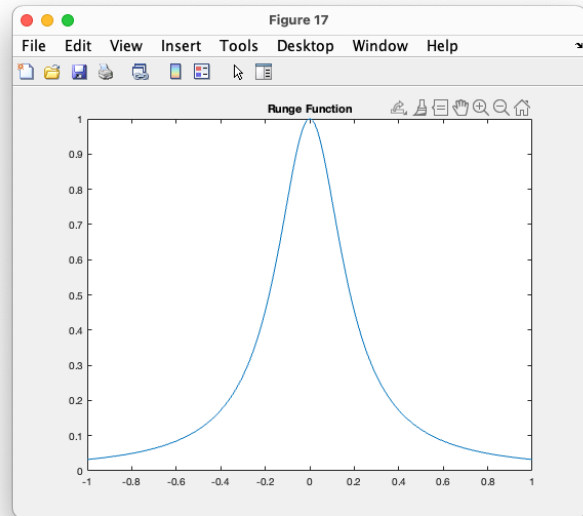 Figure 17
File Edit View Insert Tools Desktop Window Help
Runge Function
1
0.9
0.8
0.7
0.6
0.5
0.4
0.3
0.2
0.1
0
-1 -0.8 -0.6 -0.4 -0.2 0 0.2 0.4 0.6 0.8 1